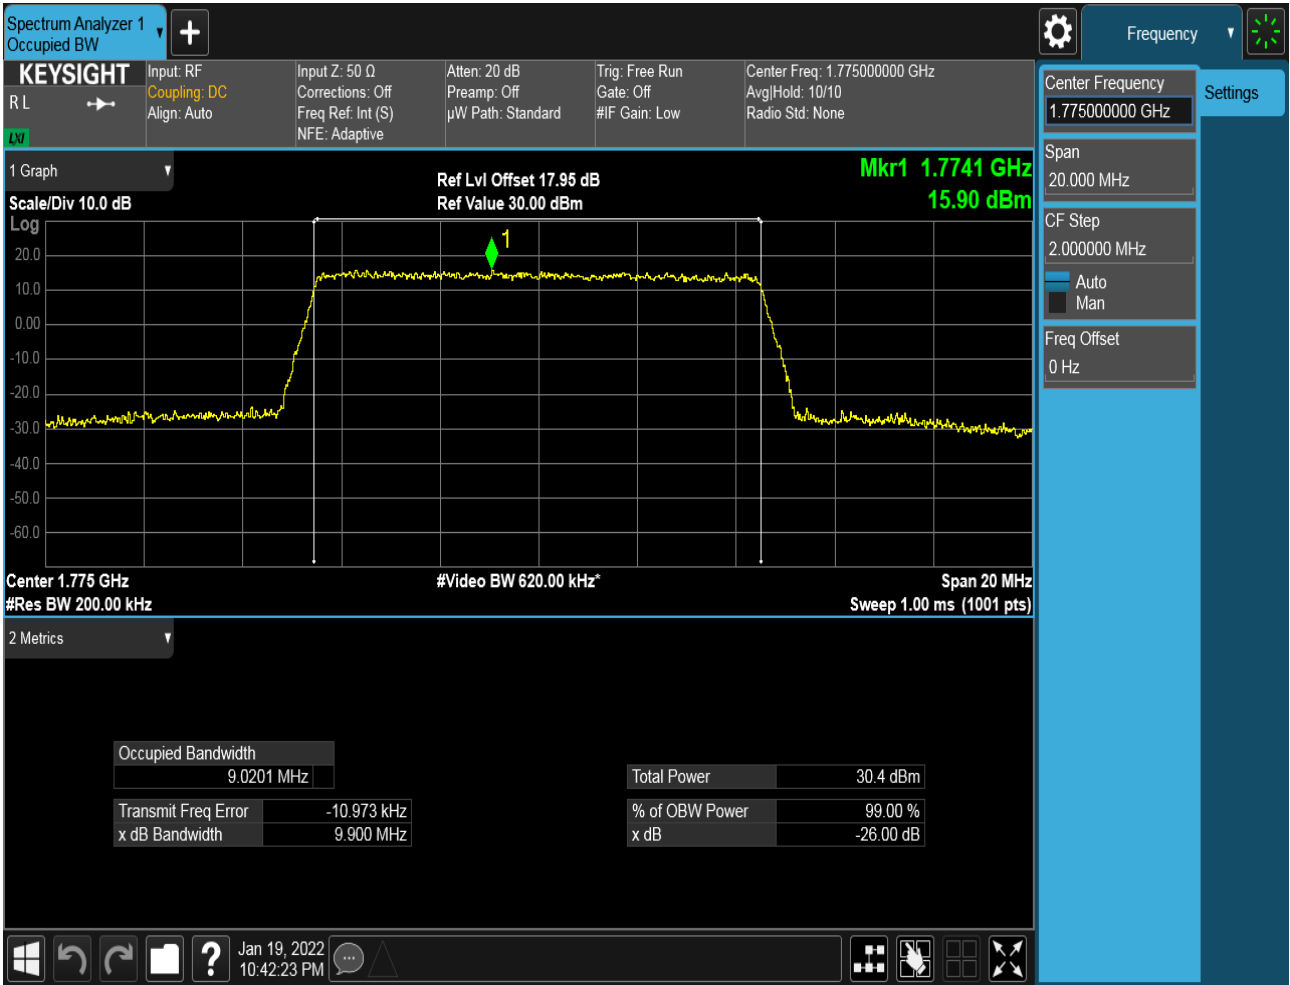 Spectrum Analyzer 1
Occupied BW
Frequency
KEYSIGHT
R L
LXI
Input: RF
Coupling: DC
Align: Auto
Input Z: 50 Ω
Corrections: Off
Freq Ref: Int (S)
NFE: Adaptive
Atten: 20 dB
Preamp: Off
µW Path: Standard
Trig: Free Run
Gate: Off
#IF Gain: Low
Center Freq: 1.775000000 GHz
Avg|Hold: 10/10
Radio Std: None
Center Frequency
1.775000000 GHz
Settings
Span
20.000 MHz
CF Step
2.000000 MHz
Auto
Man
Freq Offset
0 Hz
1 Graph
Scale/Div 10.0 dB
Log
Ref Lvl Offset 17.95 dB
Ref Value 30.00 dBm
Mkr1 1.7741 GHz
15.90 dBm
1
20.0
10.0
0.00
-10.0
-20.0
-30.0
-40.0
-50.0
-60.0
Center 1.775 GHz
#Res BW 200.00 kHz
#Video BW 620.00 kHz*
Span 20 MHz
Sweep 1.00 ms (1001 pts)
2 Metrics
Occupied Bandwidth
9.0201 MHz
Transmit Freq Error -10.973 kHz
x dB Bandwidth 9.900 MHz
Total Power 30.4 dBm
% of OBW Power 99.00 %
x dB -26.00 dB
Jan 19, 2022
10:42:23 PM